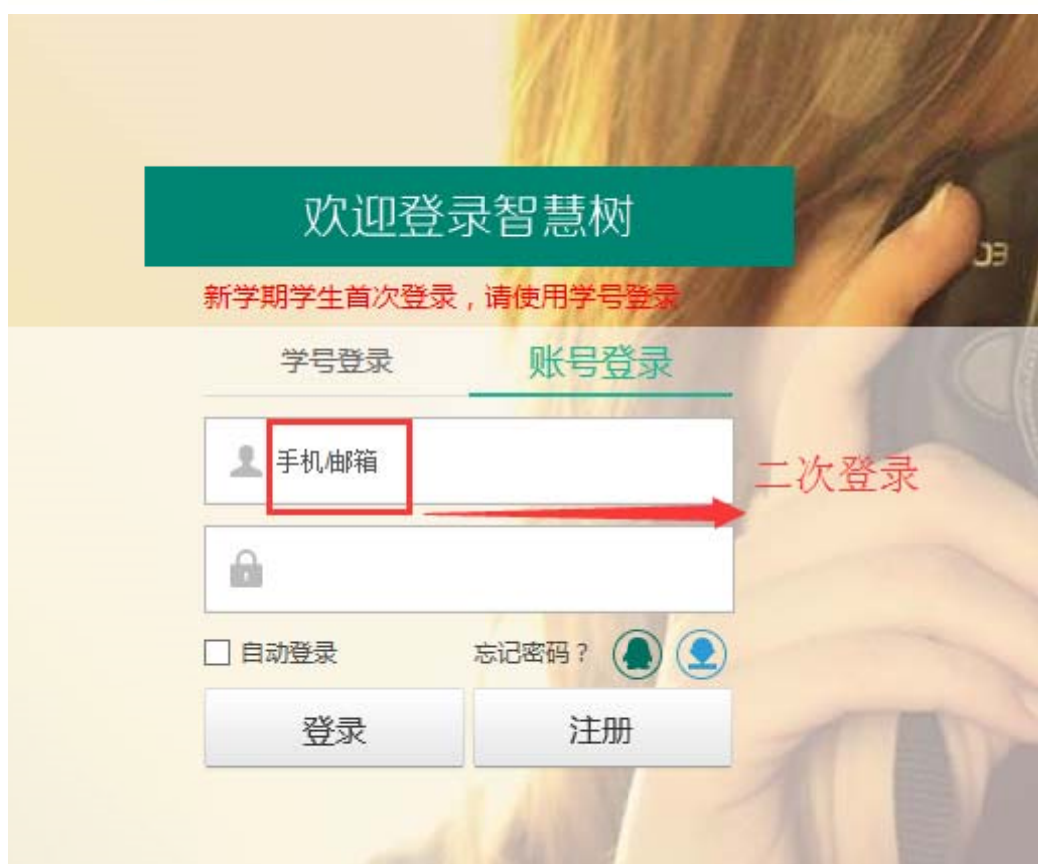 欢迎登录智慧树
新学期学生首次登录，请使用学号登录
学号登录 账号登录
手机/邮箱
二次登录
自动登录 忘记密码？
登录 注册